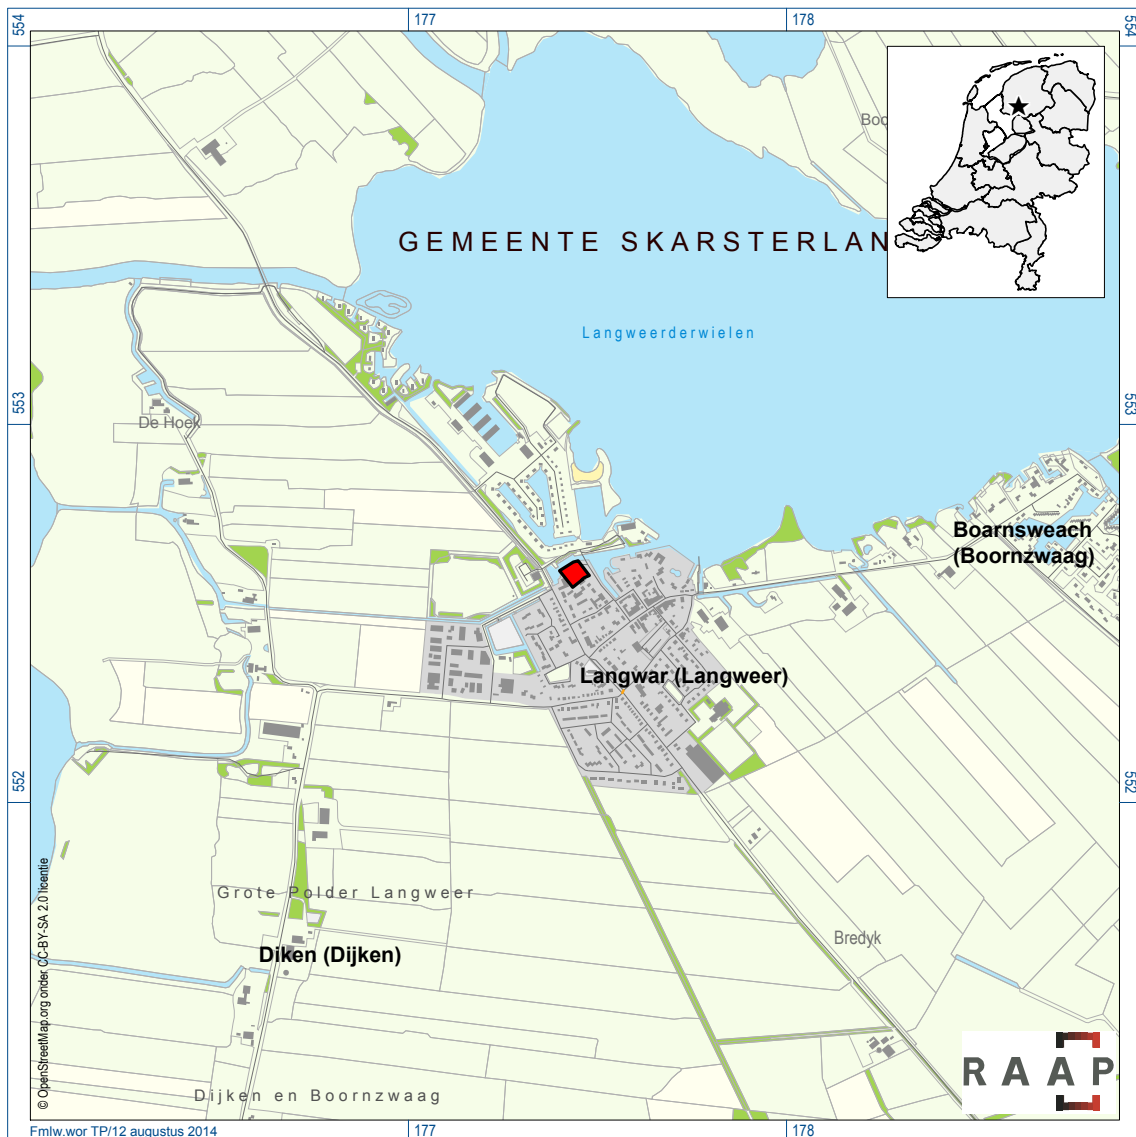 177
178
554
554
Boo
GEMEENTE SKARSTERLAN
Langweerderwielen
553
553
De Hoek
Boarnsweach
(Boornzwaag)
Langwar (Langweer)
552
552
Grote Polder Langweer
Bredyk
Diken (Dijken)
© OpenStreetMap.org onder CC-BY-SA 2.0 licentie
RAAP
Dijken en Boornzwaag
Fmlw.wor TP/12 augustus 2014
177
178